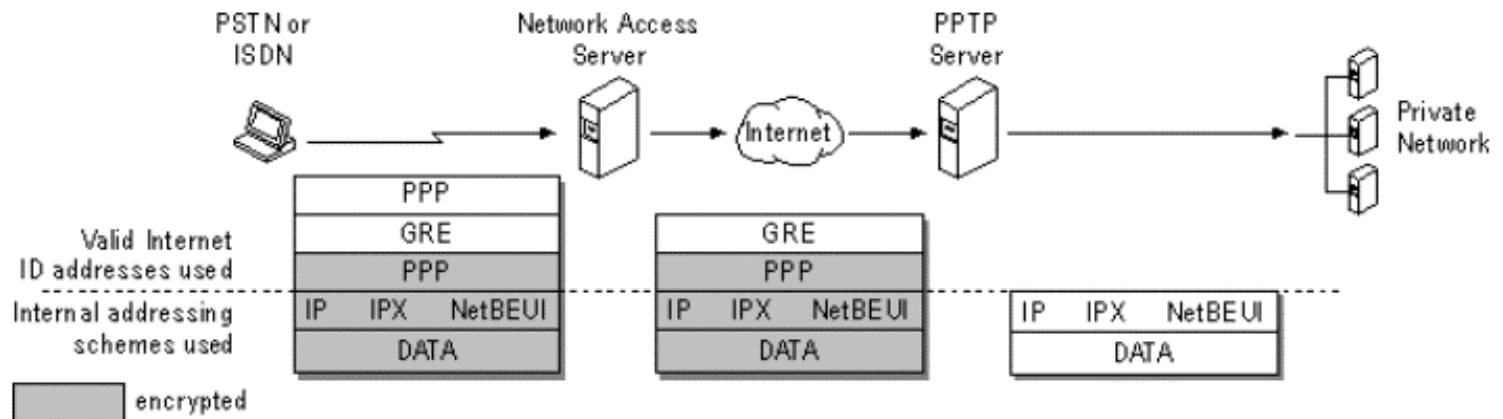 PSTN or
ISDN
Network Access
Server
PPTP
Server
Internet
Private
Network
PPP
GRE
PPP
IP IPX NetBEUI
DATA
GRE
PPP
IP IPX NetBEUI
DATA
IP IPX NetBEUI
DATA
Valid Internet
ID addresses used
Internal addressing
schemes used
encrypted